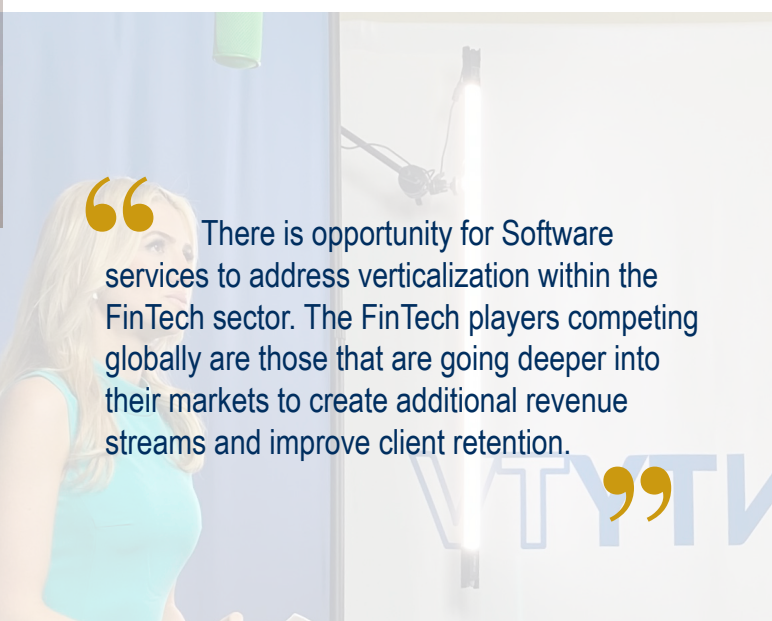 “ There is opportunity for Software
services to address verticalization within the
FinTech sector. The FinTech players competing
globally are those that are going deeper into
their markets to create additional revenue
streams and improve client retention.
”
VTYTV